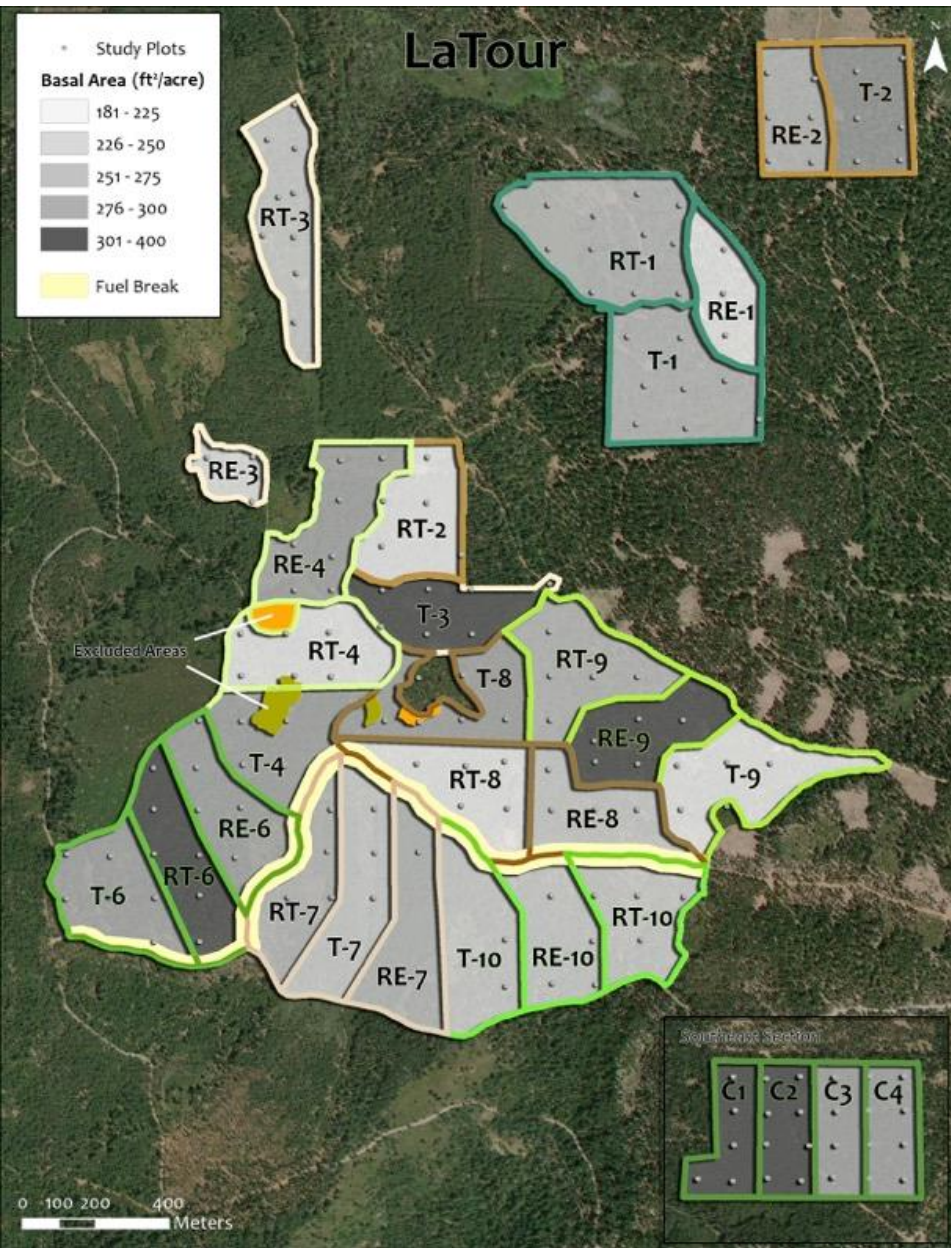 LaTour
N
Study Plots
Basal Area (ft²/acre)
181 - 225
226 - 250
251 - 275
276 - 300
301 - 400
Fuel Break
RE-2
T-2
RT-3
RT-1
RE-1
T-1
RE-3
RT-2
RE-4
T-3
Excluded Areas
RT-4
T-8
RT-9
RE-9
T-4
RT-8
T-9
RE-6
RE-8
RT-6
T-6
RT-7
T-7
RE-7
T-10
RE-10
RT-10
Southeast Section
C1 C2 C3 C4
0 100 200 400
Meters